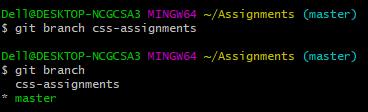 Dell@DESKTOP-NCGCSA3 MINGW64 ~/Assignments (master)
$ git branch css-assignments
Dell@DESKTOP-NCGCSA3 MINGW64 ~/Assignments (master)
$ git branch
  css-assignments
* master